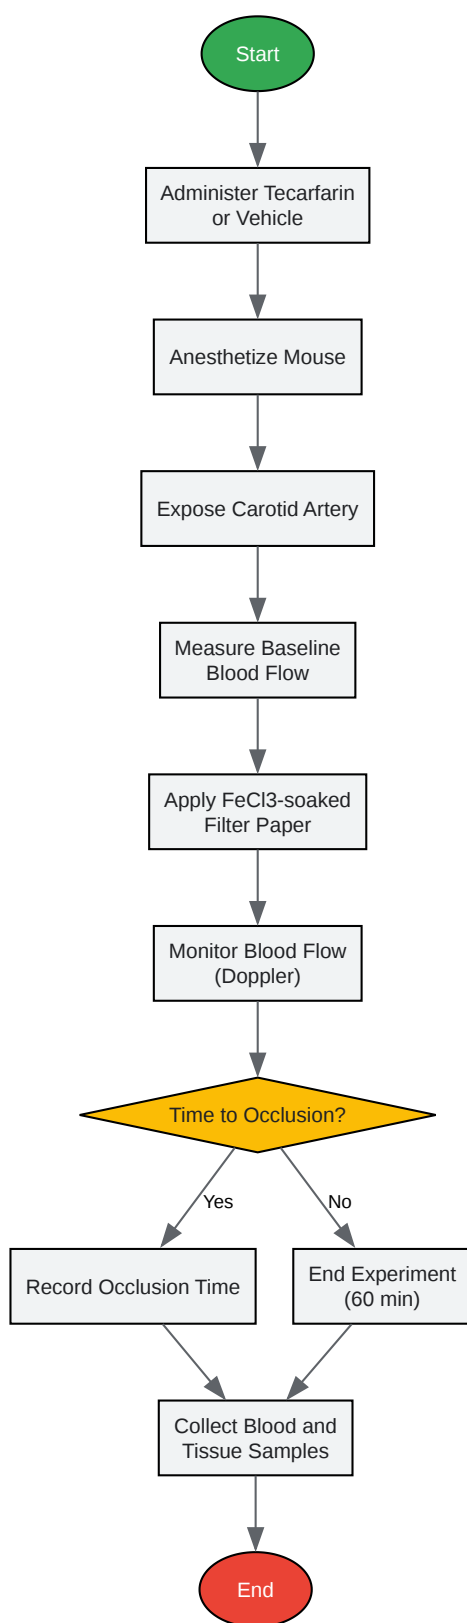 Start
Administer Tecarfarin
or Vehicle
Anesthetize Mouse
Expose Carotid Artery
Measure Baseline
Blood Flow
Apply FeCl3-soaked
Filter Paper
Monitor Blood Flow
(Doppler)
Time to Occlusion?
Yes
No
Record Occlusion Time
End Experiment
(60 min)
Collect Blood and
Tissue Samples
End